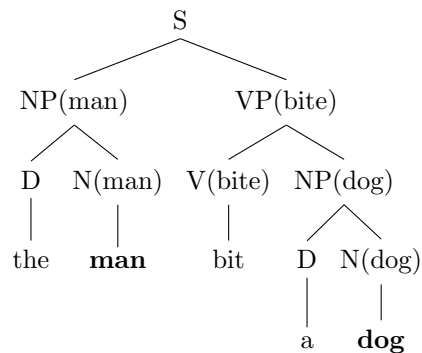 S
NP(man) VP(bite)
D N(man) V(bite) NP(dog)
the man bit D N(dog)
a dog